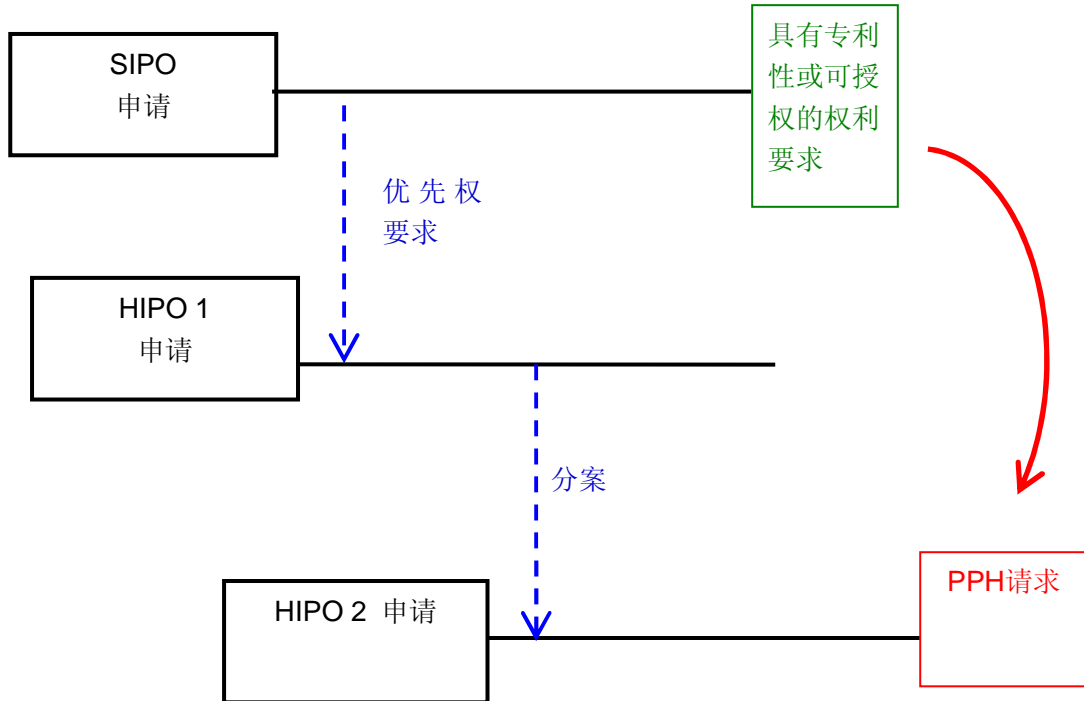 SIPO
申请
具有专利
性或可授
权的权利
要求
优 先 权
要求
HIPO 1
申请
分案
HIPO 2 申请
PPH请求